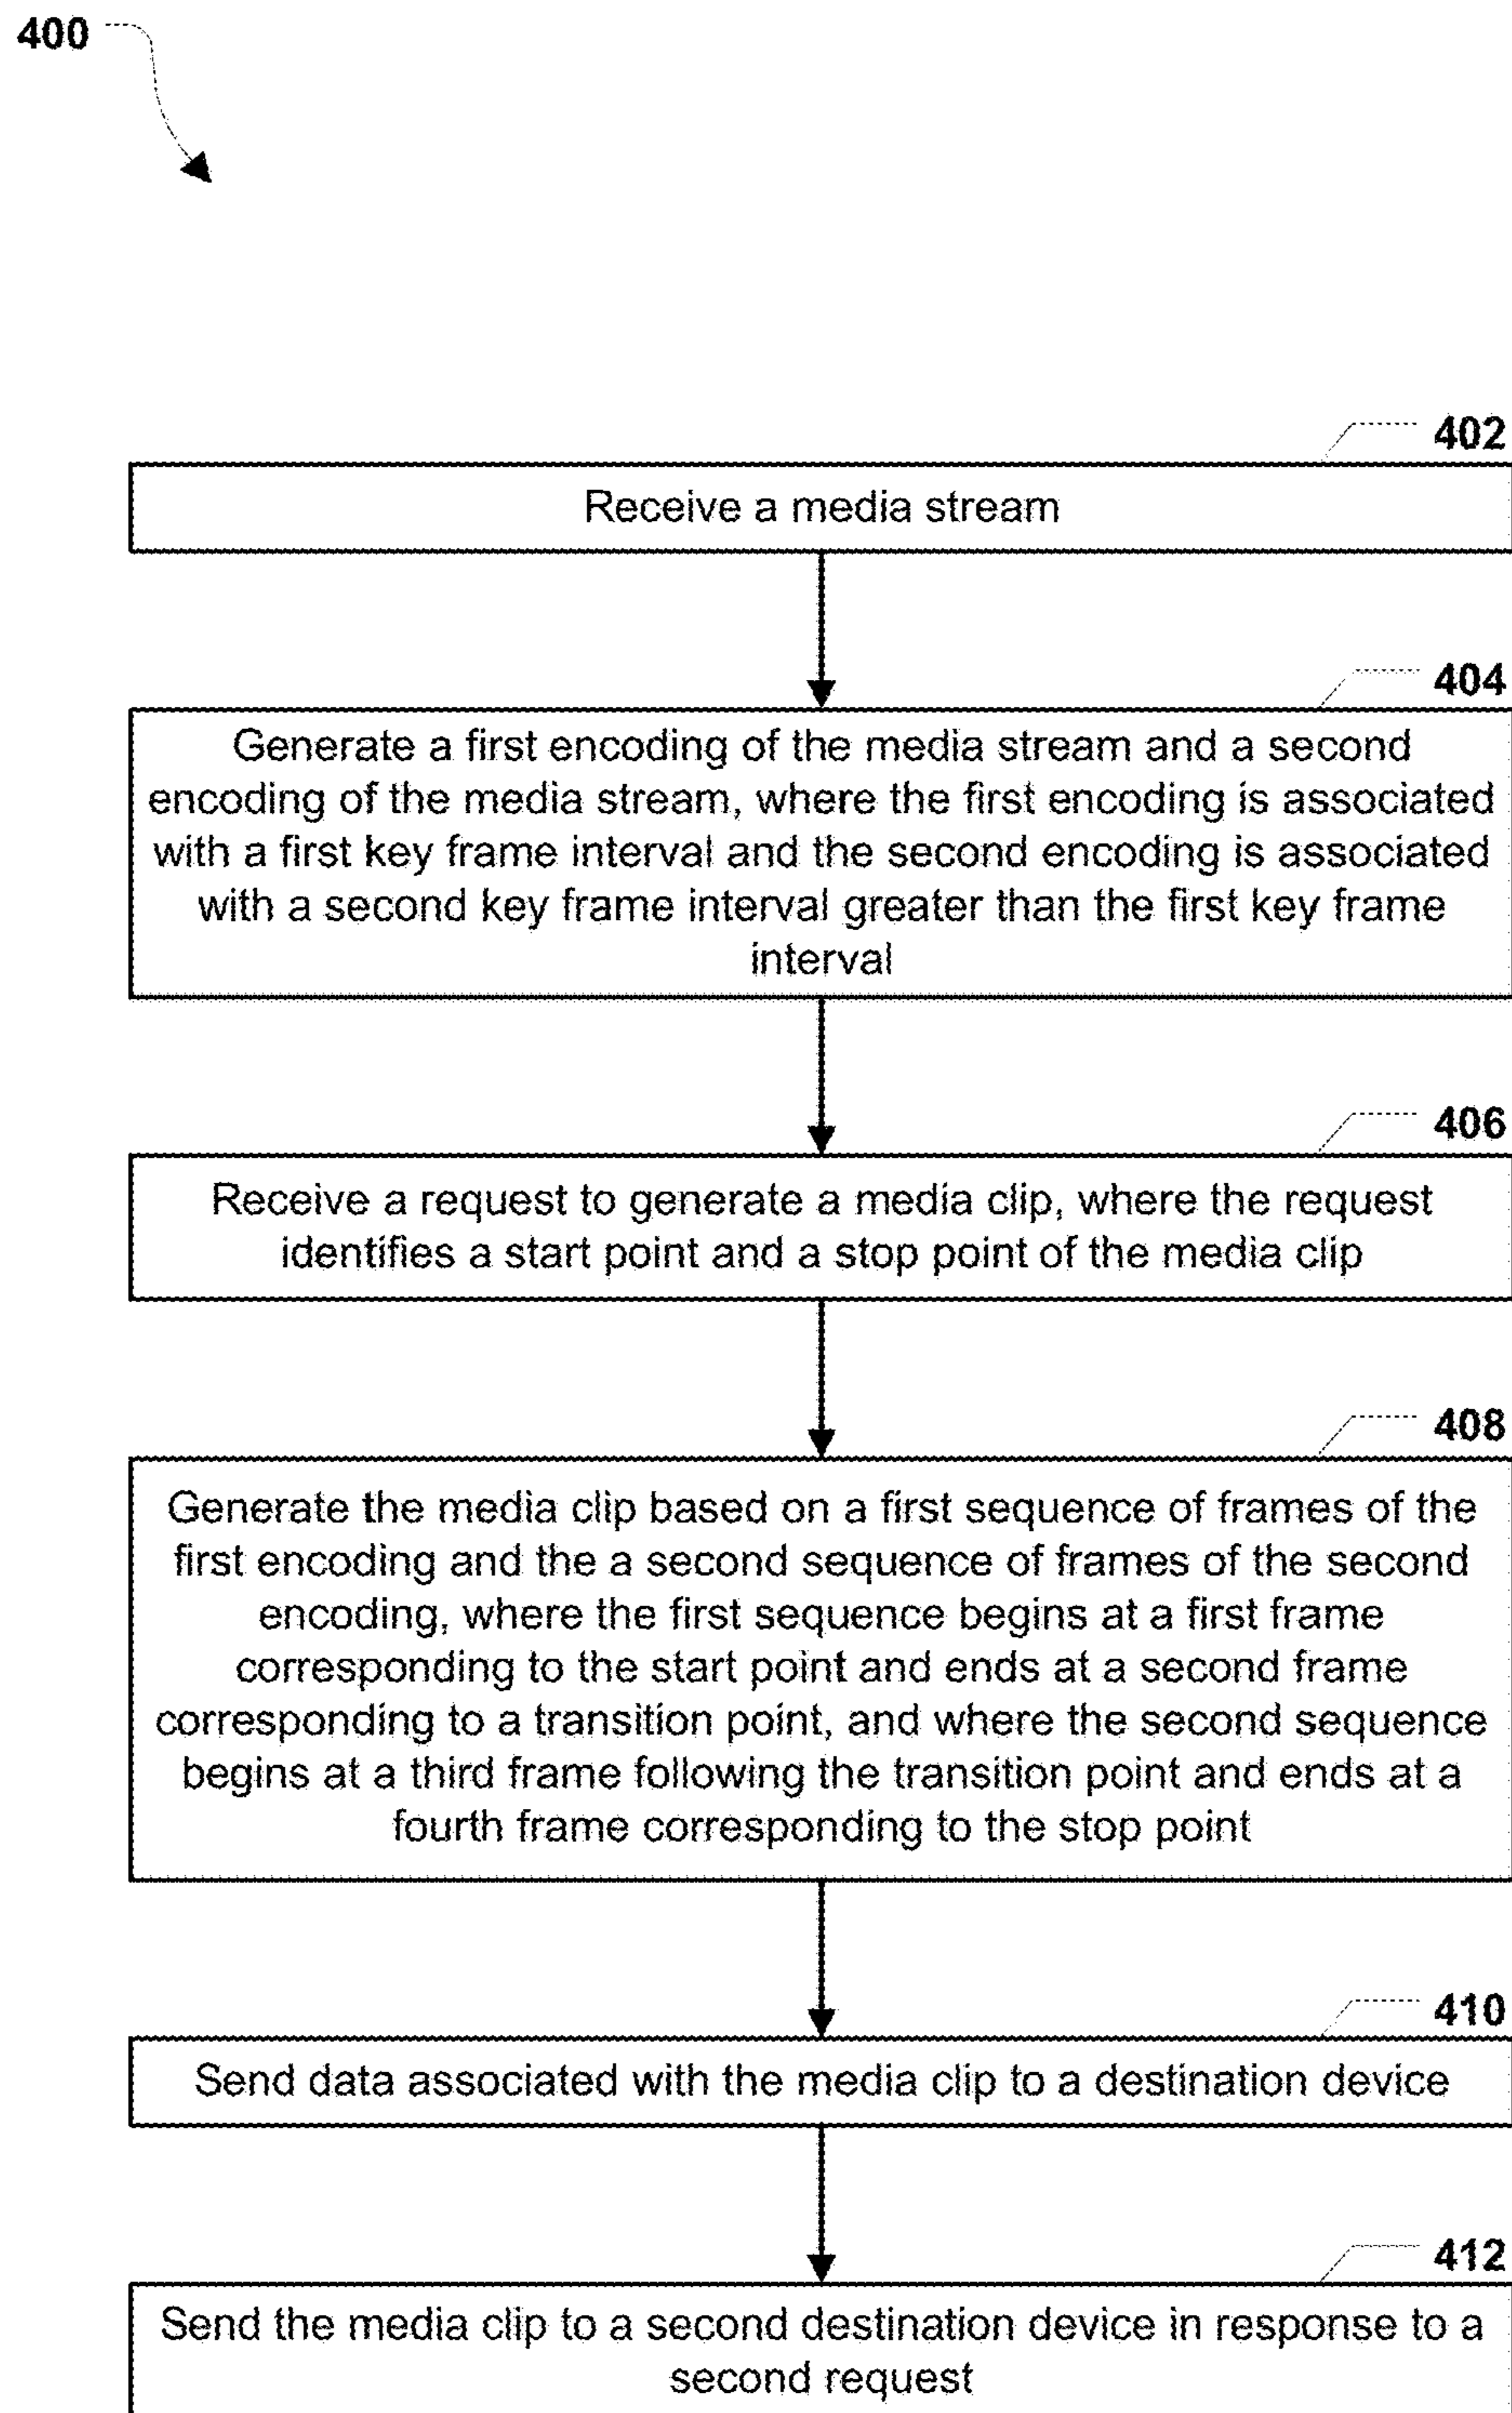 400
402
Receive a media stream
404
Generate a first encoding of the media stream and a second
encoding of the media stream, where the first encoding is associated
with a first key frame interval and the second encoding is associated
with a second key frame interval greater than the first key frame
interval
406
Receive a request to generate a media clip, where the request
identifies a start point and a stop point of the media clip
408
Generate the media clip based on a first sequence of frames of the
first encoding and the a second sequence of frames of the second
encoding, where the first sequence begins at a first frame
corresponding to the start point and ends at a second frame
corresponding to a transition point, and where the second sequence
begins at a third frame following the transition point and ends at a
fourth frame corresponding to the stop point
410
Send data associated with the media clip to a destination device
412
Send the media clip to a second destination device in response to a
second request